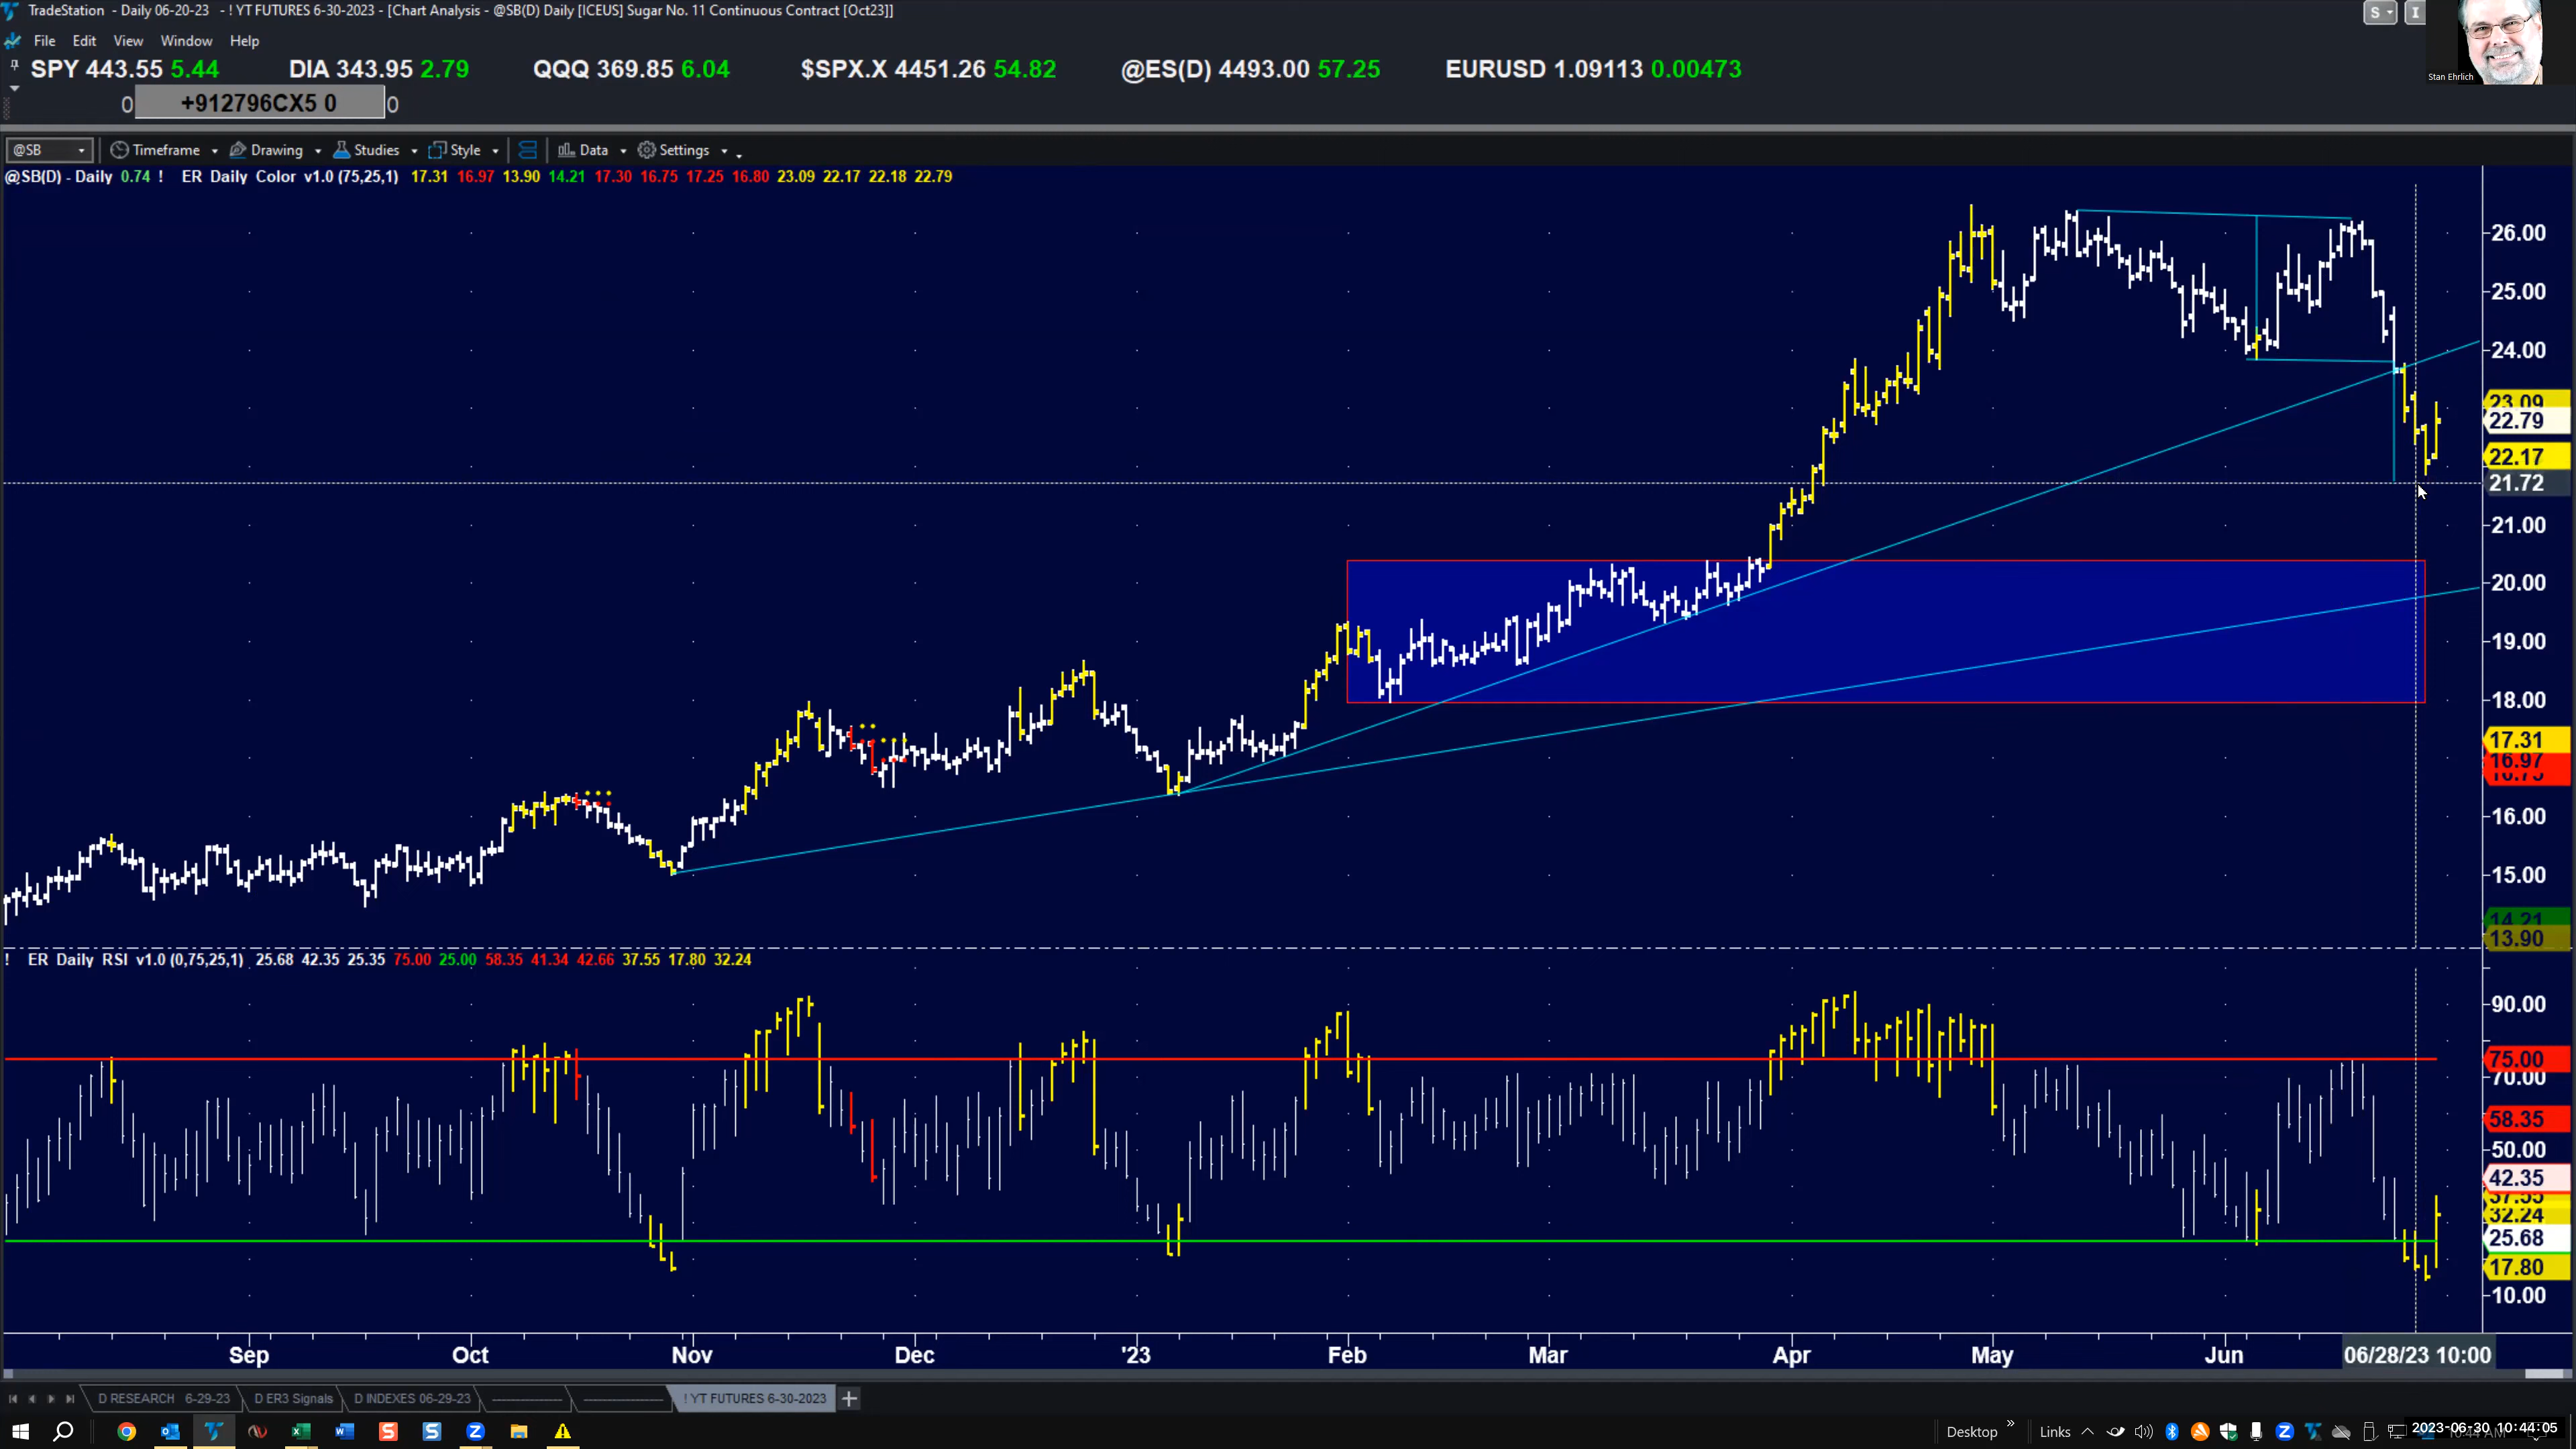 TradeStation - Daily 06-20-23 - ! YT FUTURES 6-30-2023 - [Chart Analysis - @SB(D) Daily [ICEUS] Sugar No. 11 Continuous Contract [Oct23]]
S I
File Edit View Window Help
SPY 443.55 5.44 DIA 343.95 2.79 QQQ 369.85 6.04 $SPX.X 4451.26 54.82 @ES(D) 4493.00 57.25 EURUSD 1.09113 0.00473
Stan Ehrlich
0 +912796CX5 0 0
@SB Timeframe Drawing Studies Style Data Settings
@SB(D) - Daily 0.74 ! ER Daily Color v1.0 (75,25,1) 17.31 16.97 13.90 14.21 17.30 16.75 17.25 16.80 23.09 22.17 22.18 22.79
26.00
25.00
24.00
23.09
22.79
22.17
21.72
21.00
20.00
19.00
18.00
17.31
16.97
16.75
16.00
15.00
14.21
13.90
! ER Daily RSI v1.0 (0,75,25,1) 25.68 42.35 25.35 75.00 25.00 58.35 41.34 42.66 37.55 17.80 32.24
90.00
75.00
70.00
58.35
50.00
42.35
37.55
32.24
25.68
17.80
10.00
Sep Oct Nov Dec '23 Feb Mar Apr May Jun 06/28/23 10:00
D RESEARCH 6-29-23 D ER3 Signals D INDEXES 06-29-23 ! YT FUTURES 6-30-2023 +
Desktop » Links 2023-06-30 10:44:05